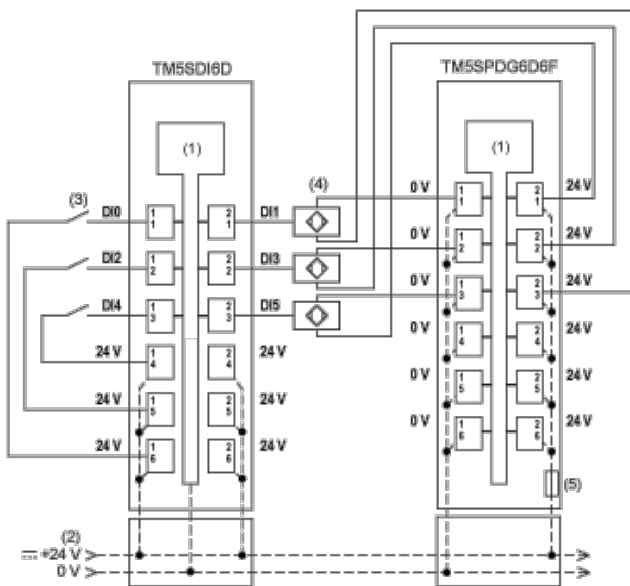 TM5SDI6D
TM5SPDG6D6F
(1)
(1)
(3)
(4)
DI0
1 1
2 1
DI1
0 V
1 1
2 1
24 V
DI2
1 2
2 2
DI3
0 V
1 2
2 2
24 V
DI4
1 3
2 3
DI5
0 V
1 3
2 3
24 V
24 V
1 4
2 4
24 V
0 V
1 4
2 4
24 V
24 V
1 5
2 5
24 V
0 V
1 5
2 5
24 V
24 V
1 6
2 6
24 V
0 V
1 6
2 6
24 V
(5)
(2)
+24 V
0 V